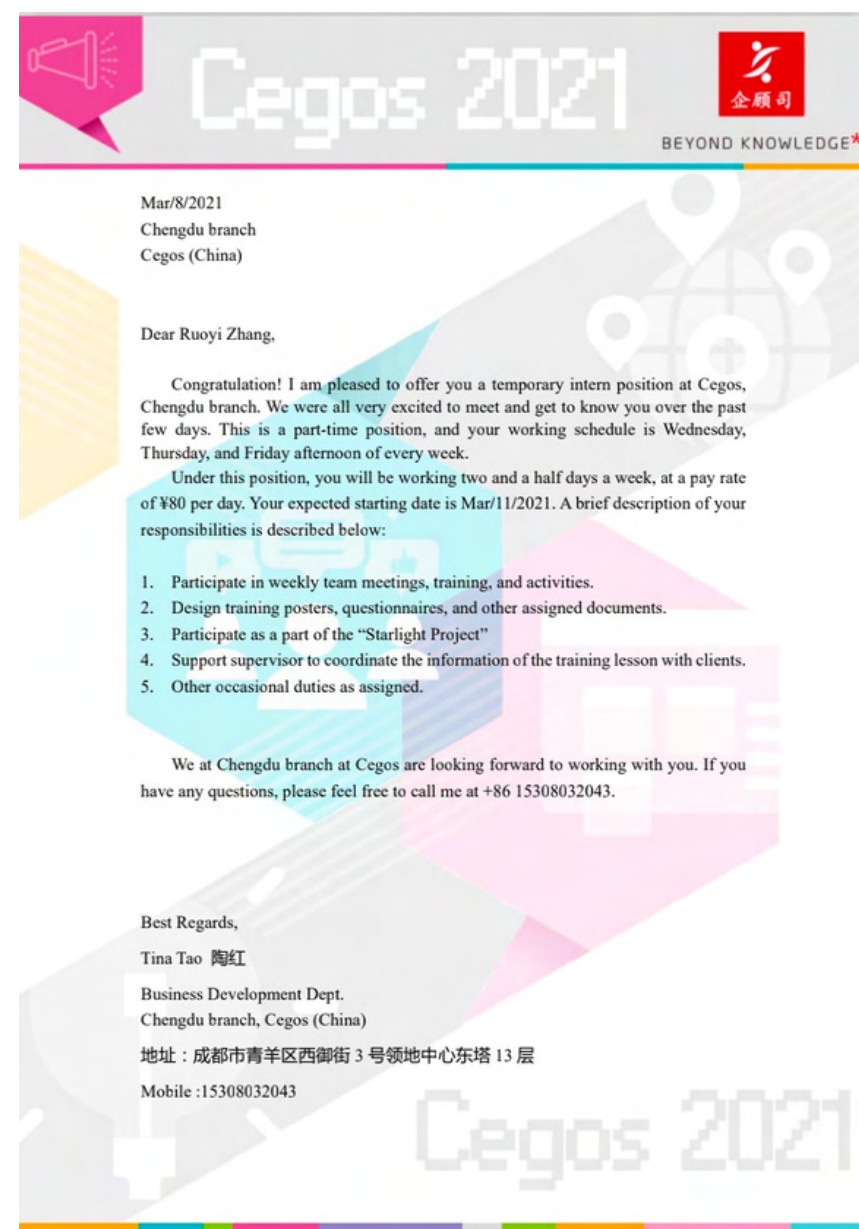 Cegos 2021
企顾司
BEYOND KNOWLEDGE*
Mar/8/2021
Chengdu branch
Cegos (China)
Dear Ruoyi Zhang,
Congratulation! I am pleased to offer you a temporary intern position at Cegos,
Chengdu branch. We were all very excited to meet and get to know you over the past
few days. This is a part-time position, and your working schedule is Wednesday,
Thursday, and Friday afternoon of every week.
Under this position, you will be working two and a half days a week, at a pay rate
of ¥80 per day. Your expected starting date is Mar/11/2021. A brief description of your
responsibilities is described below:
1. Participate in weekly team meetings, training, and activities.
2. Design training posters, questionnaires, and other assigned documents.
3. Participate as a part of the “Starlight Project”
4. Support supervisor to coordinate the information of the training lesson with clients.
5. Other occasional duties as assigned.
We at Chengdu branch at Cegos are looking forward to working with you. If you
have any questions, please feel free to call me at +86 15308032043.
Best Regards,
Tina Tao 陶红
Business Development Dept.
Chengdu branch, Cegos (China)
地址：成都市青羊区西御街 3 号领地中心东塔 13 层
Mobile :15308032043
Cegos 2021